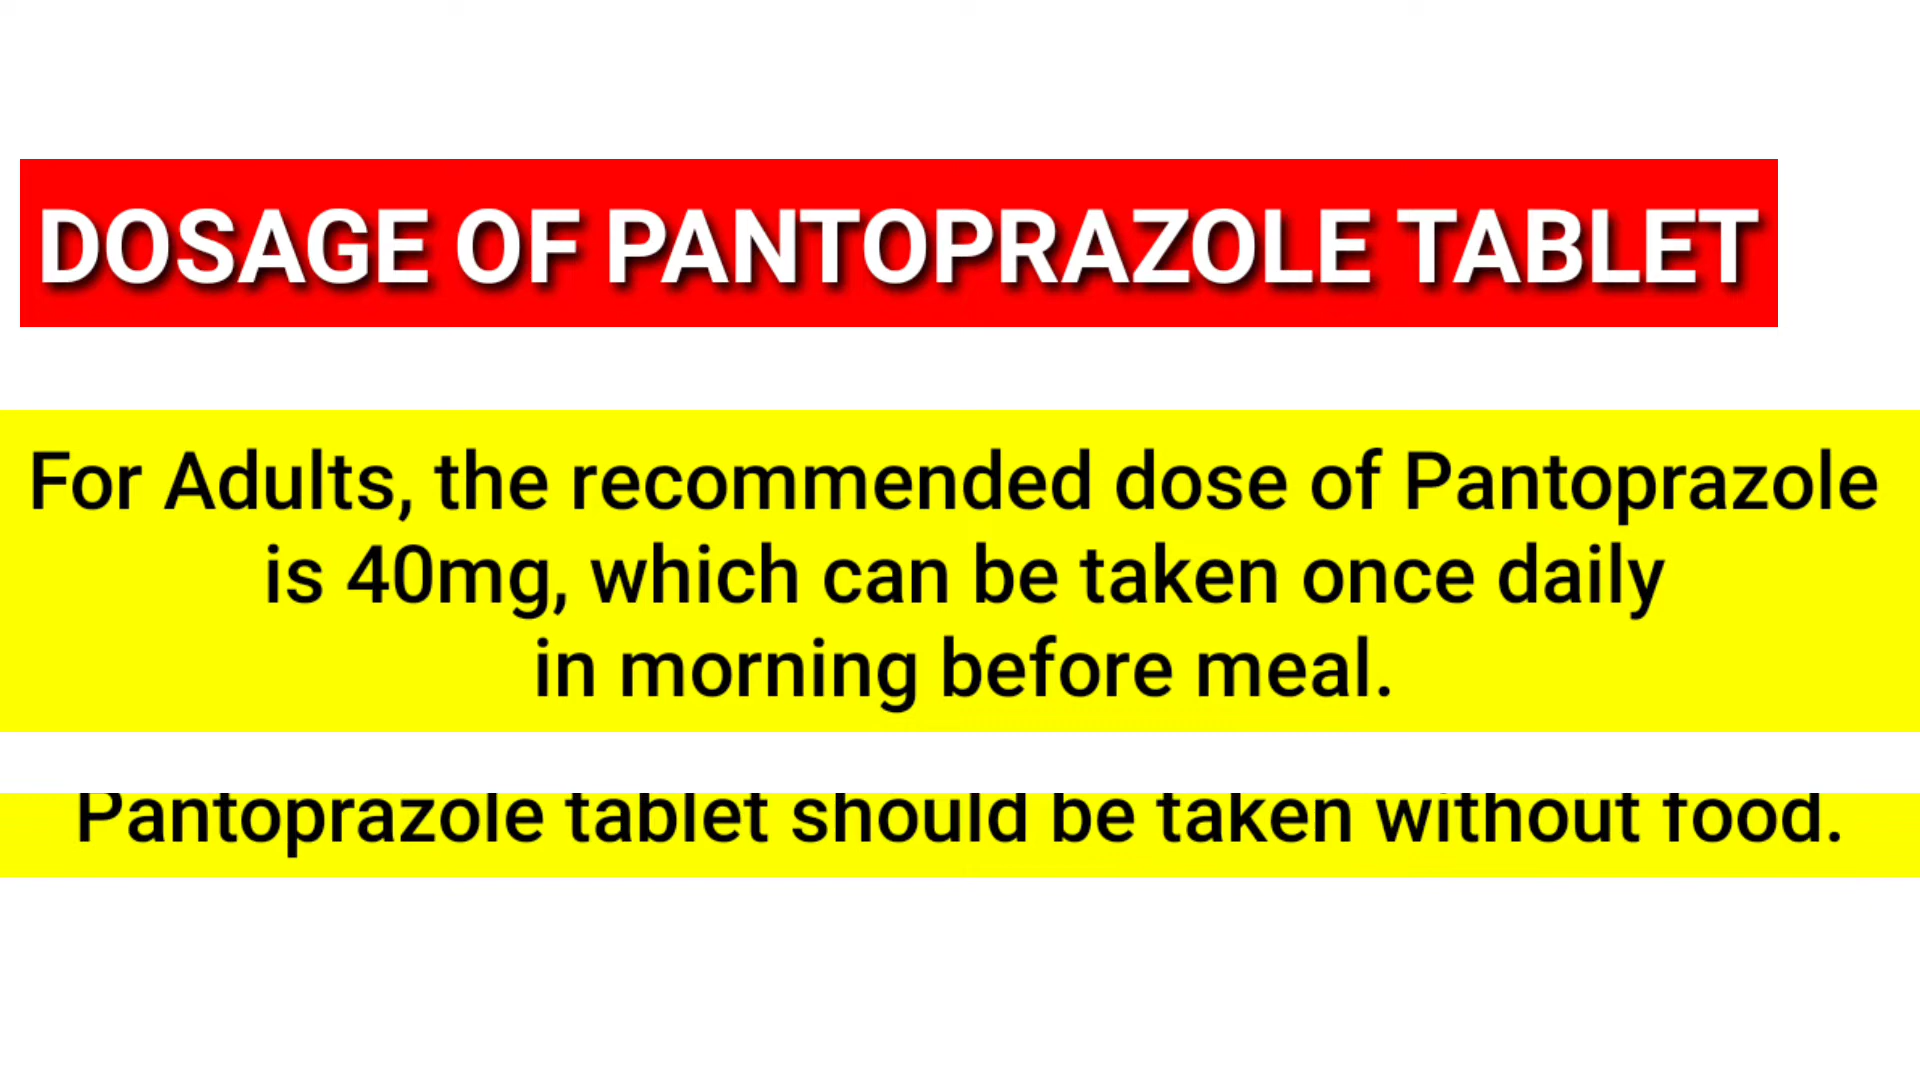 DOSAGE OF PANTOPRAZOLE TABLET
For Adults, the recommended dose of Pantoprazole
is 40mg, which can be taken once daily
in morning before meal.
Pantoprazole tablet should be taken without food.